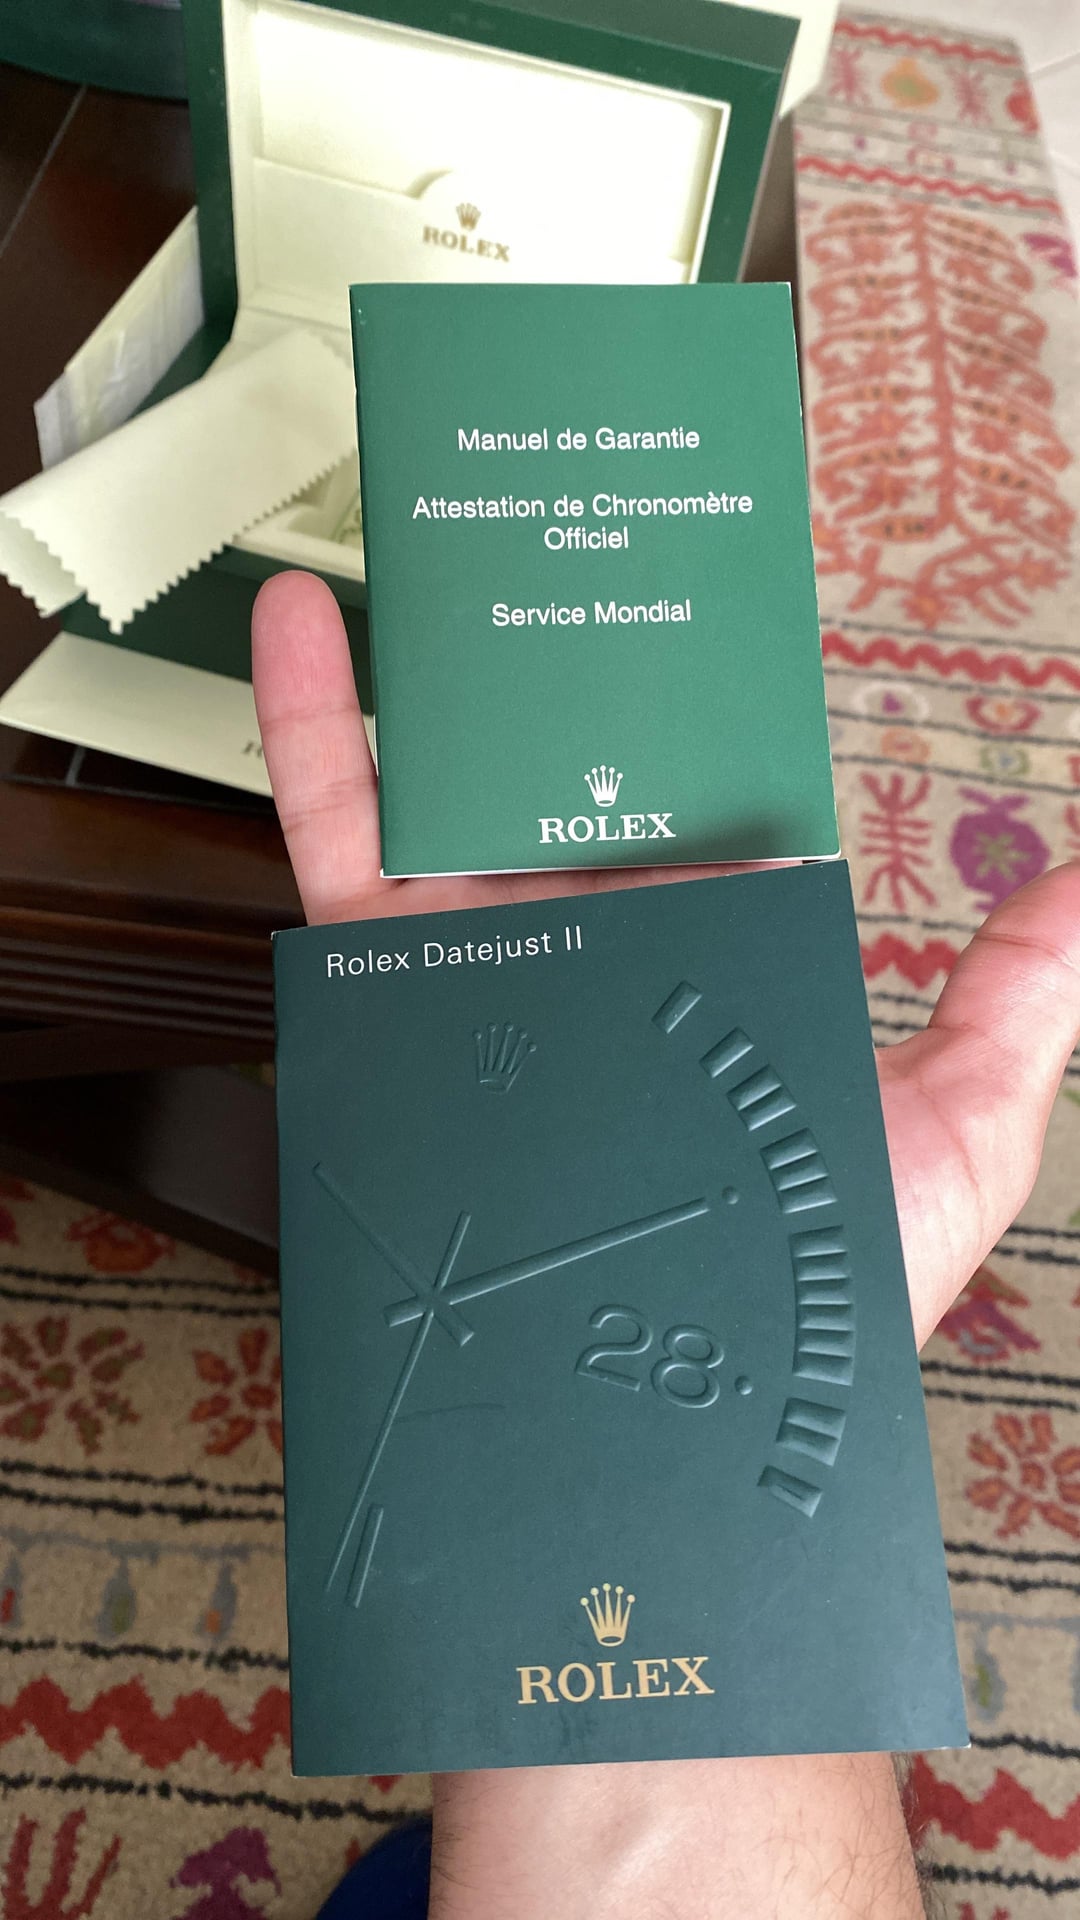 ROLEX
Manuel de Garantie
Attestation de Chronomètre
Officiel
Service Mondial
ROLEX
Rolex Datejust II
28
ROLEX